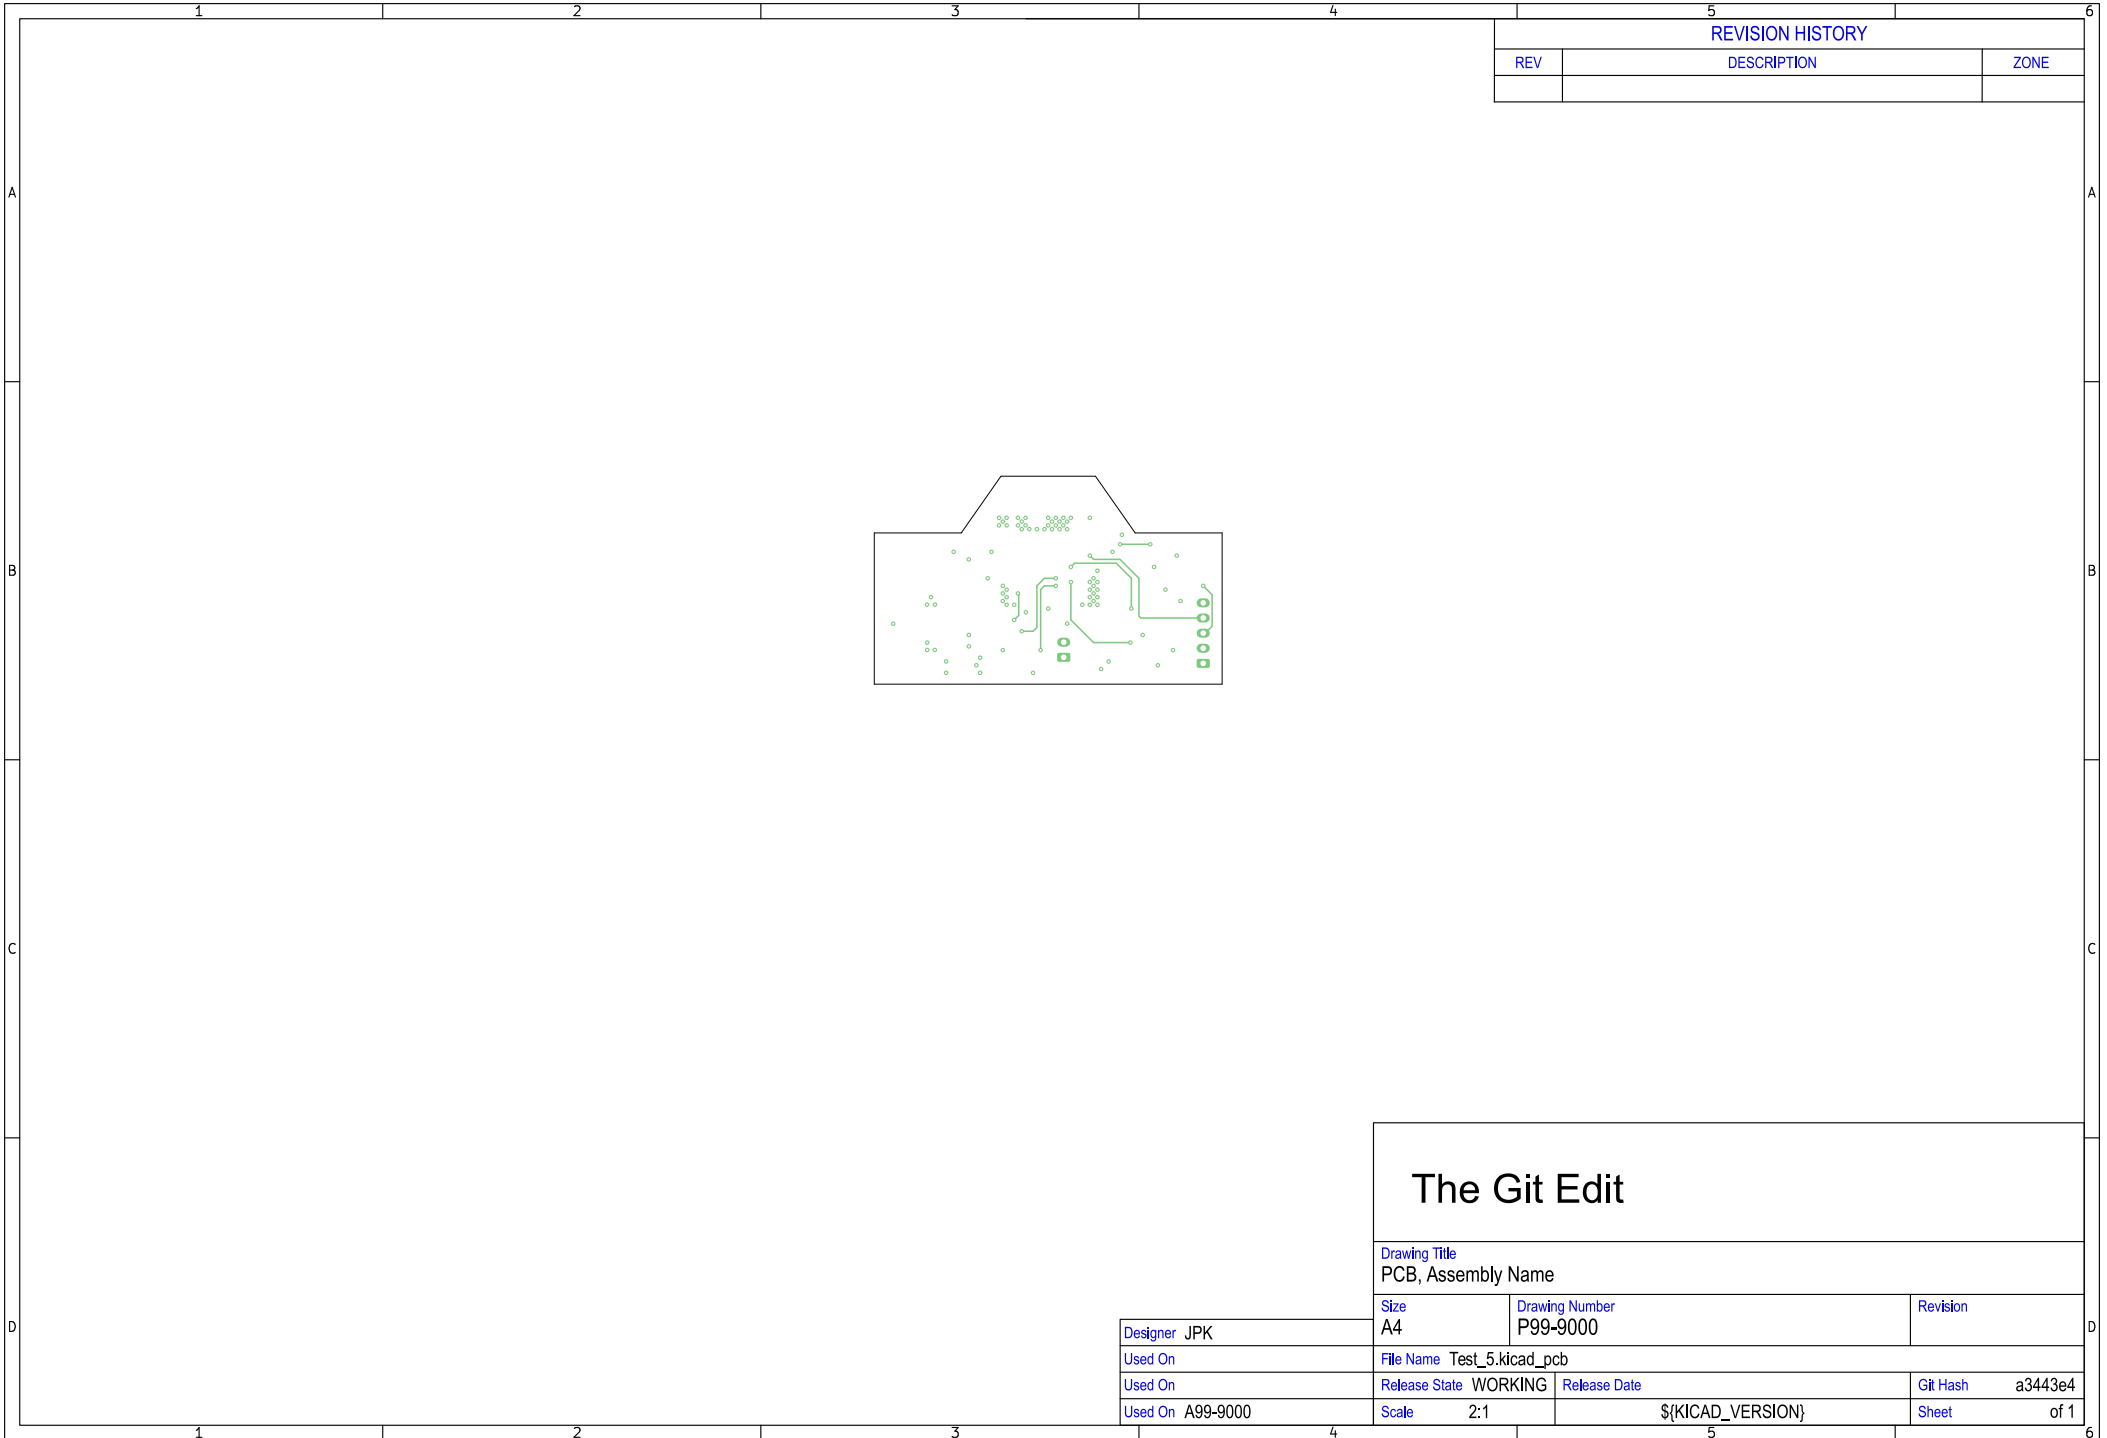 1 2 3 4 5 6
REVISION HISTORY
REV DESCRIPTION ZONE
A A
B B
C C
The Git Edit
Drawing Title
PCB, Assembly Name
Size Drawing Number Revision
A4 P99-9000
D D
Designer JPK
Used On File Name Test_5.kicad_pcb
Used On Release State WORKING Release Date Git Hash a3443e4
Used On A99-9000 Scale 2:1 ${KICAD_VERSION} Sheet of 1
1 2 3 4 5 6